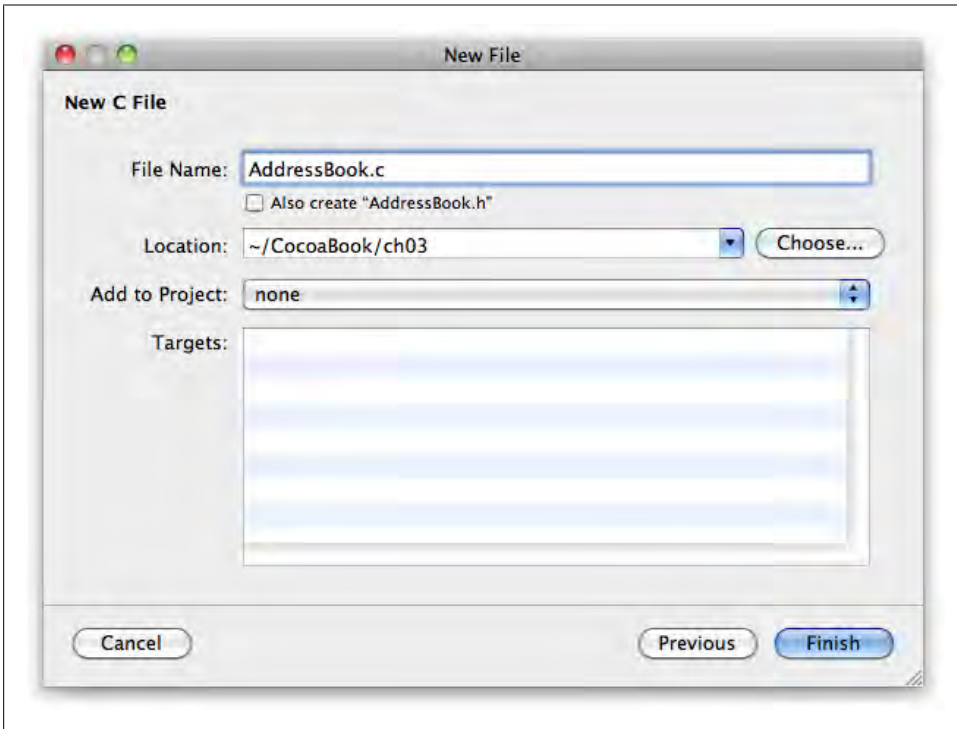 New File
New C File
File Name: AddressBook.c
Also create "AddressBook.h"
Location: ~/CocoaBook/ch03 Choose...
Add to Project: none
Targets:
Cancel Previous Finish